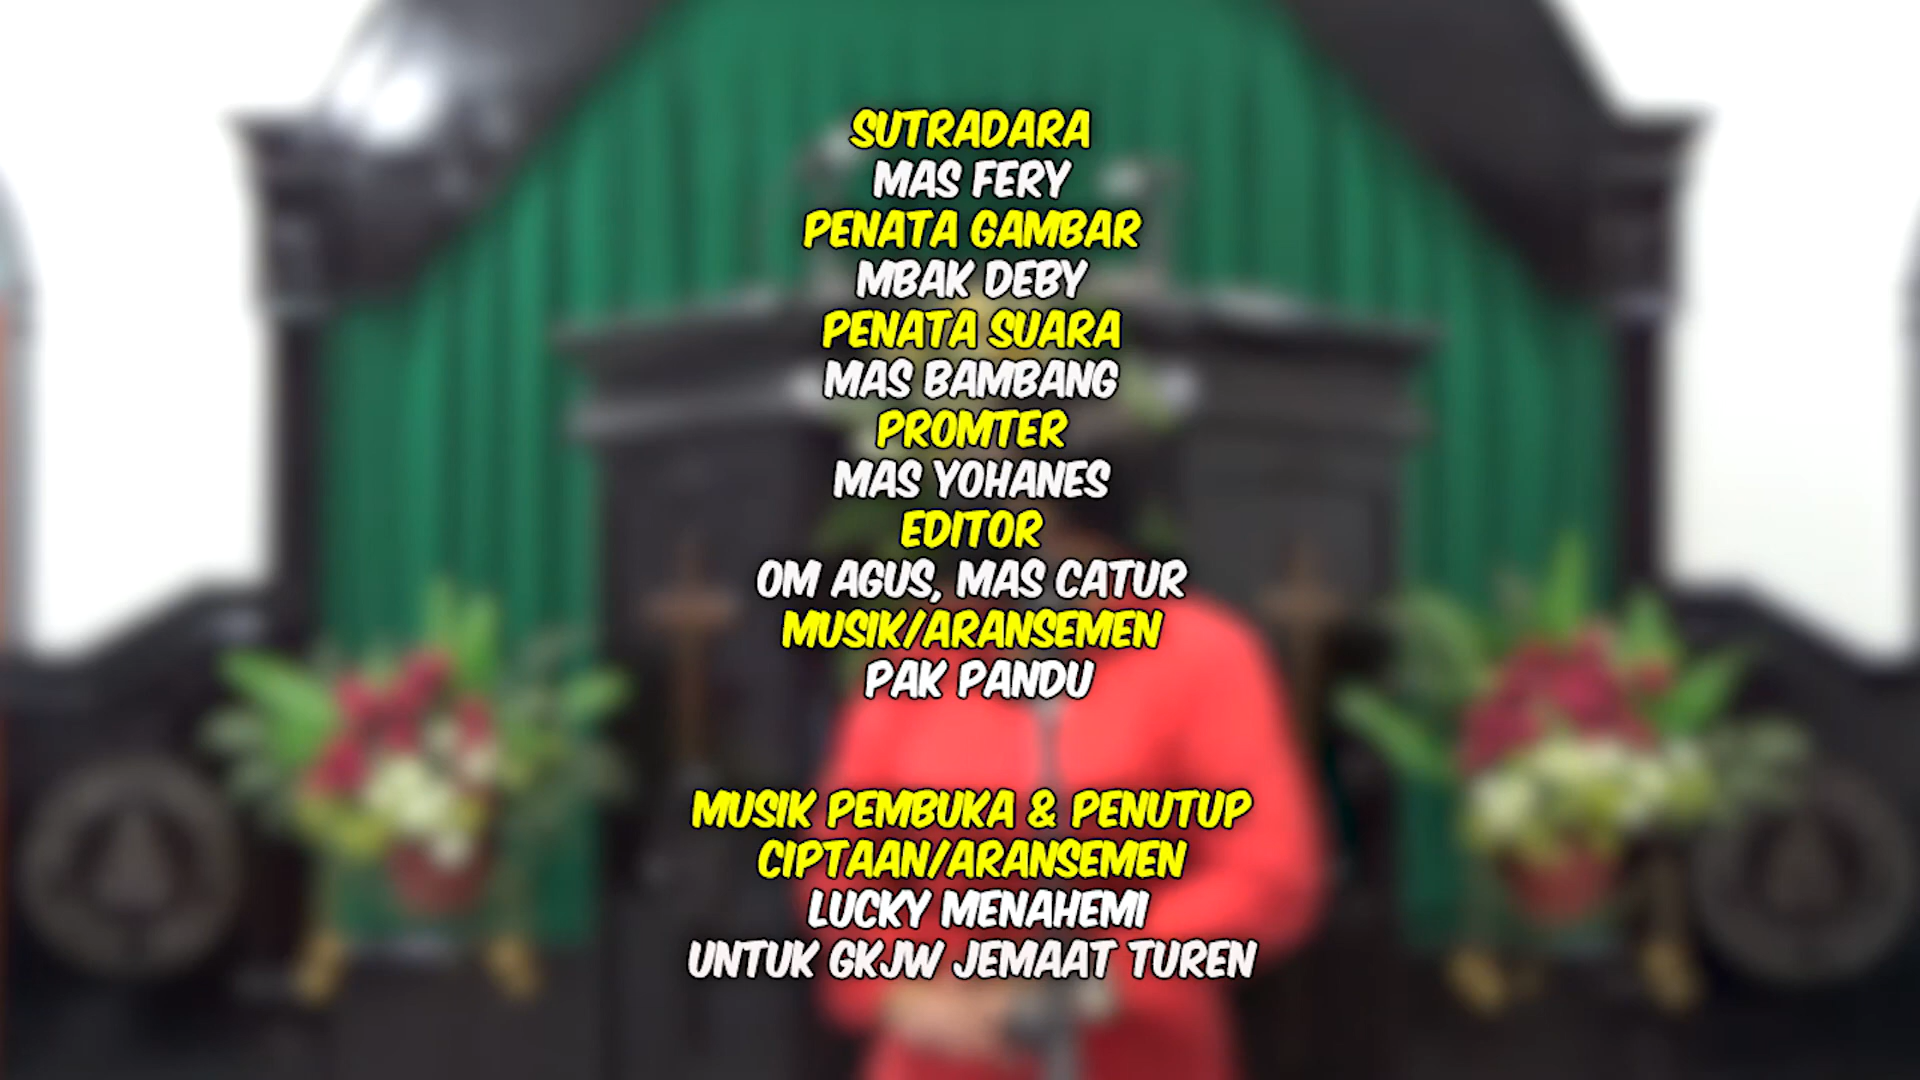 SUTRADARA
MAS FERY
PENATA GAMBAR
MBAK DEBY
PENATA SUARA
MAS BAMBANG
PROMTER
MAS YOHANES
EDITOR
OM AGUS, MAS CATUR
MUSIK/ARANSEMEN
PAK PANDU
MUSIK PEMBUKA & PENUTUP
CIPTAAN/ARANSEMEN
LUCKY MENAHEMI
UNTUK GKJW JEMAAT TUREN